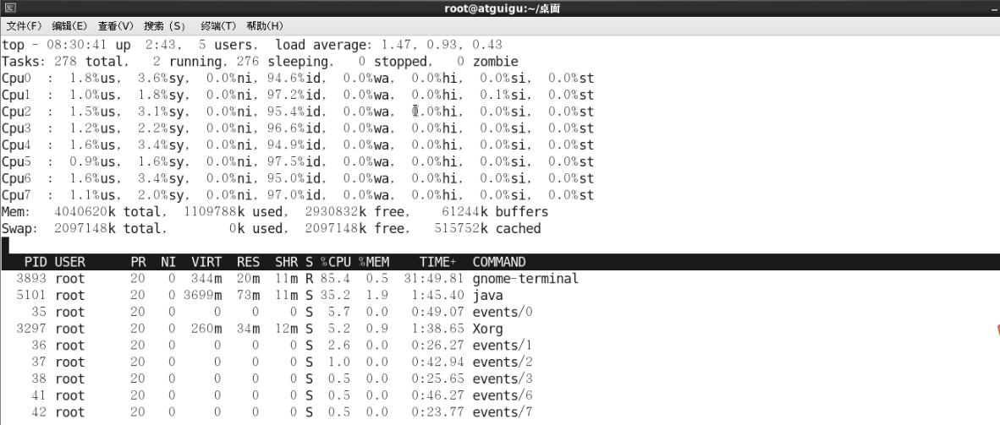 root@atguigu:~/桌面
文件(F) 编辑(E) 查看(V) 搜索 (S) 终端(T) 帮助(H)
top - 08:30:41 up  2:43,  5 users,  load average: 1.47, 0.93, 0.43
Tasks: 278 total,   2 running, 276 sleeping,   0 stopped,   0 zombie
Cpu0  :  1.8%us,  3.6%sy,  0.0%ni, 94.6%id,  0.0%wa,  0.0%hi,  0.0%si,  0.0%st
Cpu1  :  1.0%us,  1.8%sy,  0.0%ni, 97.2%id,  0.0%wa,  0.0%hi,  0.1%si,  0.0%st
Cpu2  :  1.5%us,  3.1%sy,  0.0%ni, 95.4%id,  0.0%wa,  0.0%hi,  0.0%si,  0.0%st
Cpu3  :  1.2%us,  2.2%sy,  0.0%ni, 96.6%id,  0.0%wa,  0.0%hi,  0.0%si,  0.0%st
Cpu4  :  1.6%us,  3.4%sy,  0.0%ni, 94.9%id,  0.0%wa,  0.0%hi,  0.0%si,  0.0%st
Cpu5  :  0.9%us,  1.6%sy,  0.0%ni, 97.5%id,  0.0%wa,  0.0%hi,  0.0%si,  0.0%st
Cpu6  :  1.6%us,  3.4%sy,  0.0%ni, 95.0%id,  0.0%wa,  0.0%hi,  0.0%si,  0.0%st
Cpu7  :  1.1%us,  2.0%sy,  0.0%ni, 97.0%id,  0.0%wa,  0.0%hi,  0.0%si,  0.0%st
Mem:   4040620k total,  1109788k used,  2930832k free,    61244k buffers
Swap:  2097148k total,        0k used,  2097148k free,   515752k cached
PID USER      PR  NI  VIRT  RES  SHR S %CPU %MEM    TIME+  COMMAND
3893 root      20   0  344m  20m  11m R 85.4  0.5  31:49.81 gnome-terminal
5101 root      20   0 3699m  73m  11m S 35.2  1.9   1:45.40 java
35 root      20   0     0    0    0 S  5.7  0.0   0:49.07 events/0
3297 root      20   0  260m  34m  12m S  5.2  0.9   1:38.65 Xorg
36 root      20   0     0    0    0 S  2.6  0.0   0:26.27 events/1
37 root      20   0     0    0    0 S  1.0  0.0   0:42.94 events/2
38 root      20   0     0    0    0 S  0.5  0.0   0:25.65 events/3
41 root      20   0     0    0    0 S  0.5  0.0   0:46.27 events/6
42 root      20   0     0    0    0 S  0.5  0.0   0:23.77 events/7